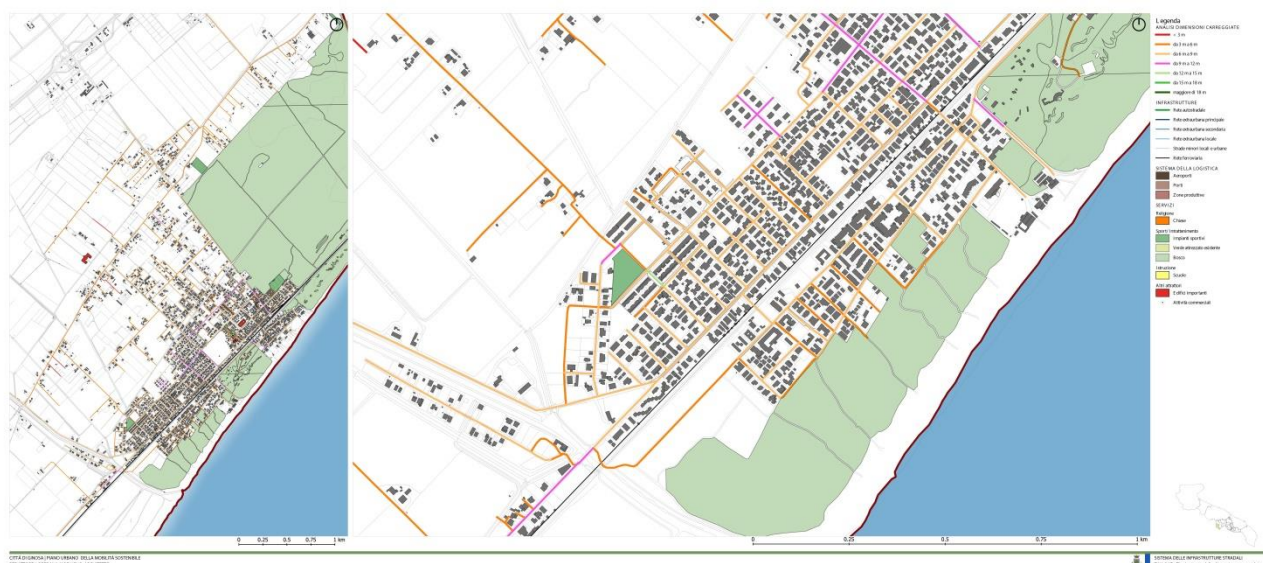 Legenda
ANALISI DIMENSIONI CARREGGIATE
< 3 m
da 3 m a 6 m
da 6 m a 9 m
da 9 m a 12 m
da 12 m a 15 m
da 15 m a 18 m
maggiore di 18 m
INFRASTRUTTURE
Rete autostradale
Rete extraurbana principale
Rete extraurbana secondaria
Rete extraurbana locale
Strade minori locali o urbane
Rete ferroviaria
SISTEMA DELLA LOGISTICA
Aeroporti
Porti
Zone produttive
SERVIZI
Religione
Chiese
Sport/ Intrattenimento
Impianti sportivi
Verde attrezzato esistente
Bosco
Istruzione
Scuole
Altri attrattori
Edifici importanti
Attività commerciali
0 0.25 0.5 0.75 1 km
0 0.25 0.5 0.75 1 km
CITTÀ DI GINOSA | PIANO URBANO DELLA MOBILITÀ SOSTENIBILE
SISTEMA DELLE INFRASTRUTTURE STRADALI